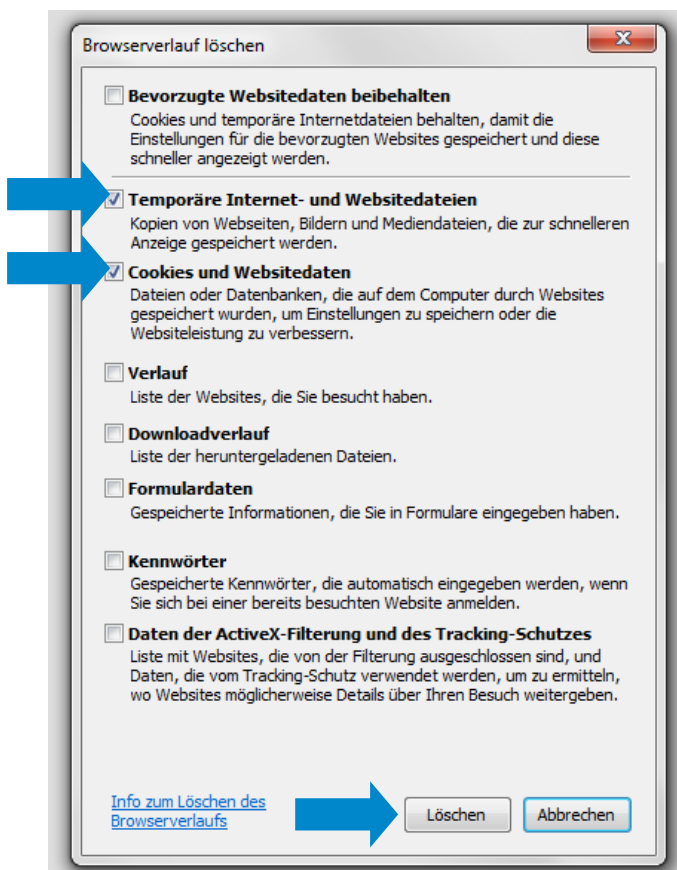 Browserverlauf löschen
Bevorzugte Websitedaten beibehalten
Cookies und temporäre Internetdateien behalten, damit die
Einstellungen für die bevorzugten Websites gespeichert und diese
schneller angezeigt werden.
Temporäre Internet- und Websitedateien
Kopien von Webseiten, Bildern und Mediendateien, die zur schnelleren
Anzeige gespeichert werden.
Cookies und Websitedaten
Dateien oder Datenbanken, die auf dem Computer durch Websites
gespeichert wurden, um Einstellungen zu speichern oder die
Websiteleistung zu verbessern.
Verlauf
Liste der Websites, die Sie besucht haben.
Downloadverlauf
Liste der heruntergeladenen Dateien.
Formulardaten
Gespeicherte Informationen, die Sie in Formulare eingegeben haben.
Kennwörter
Gespeicherte Kennwörter, die automatisch eingegeben werden, wenn
Sie sich bei einer bereits besuchten Website anmelden.
Daten der ActiveX-Filterung und des Tracking-Schutzes
Liste mit Websites, die von der Filterung ausgeschlossen sind, und
Daten, die vom Tracking-Schutz verwendet werden, um zu ermitteln,
wo Websites möglicherweise Details über Ihren Besuch weitergeben.
Info zum Löschen des
Browserverlaufs
Löschen Abbrechen